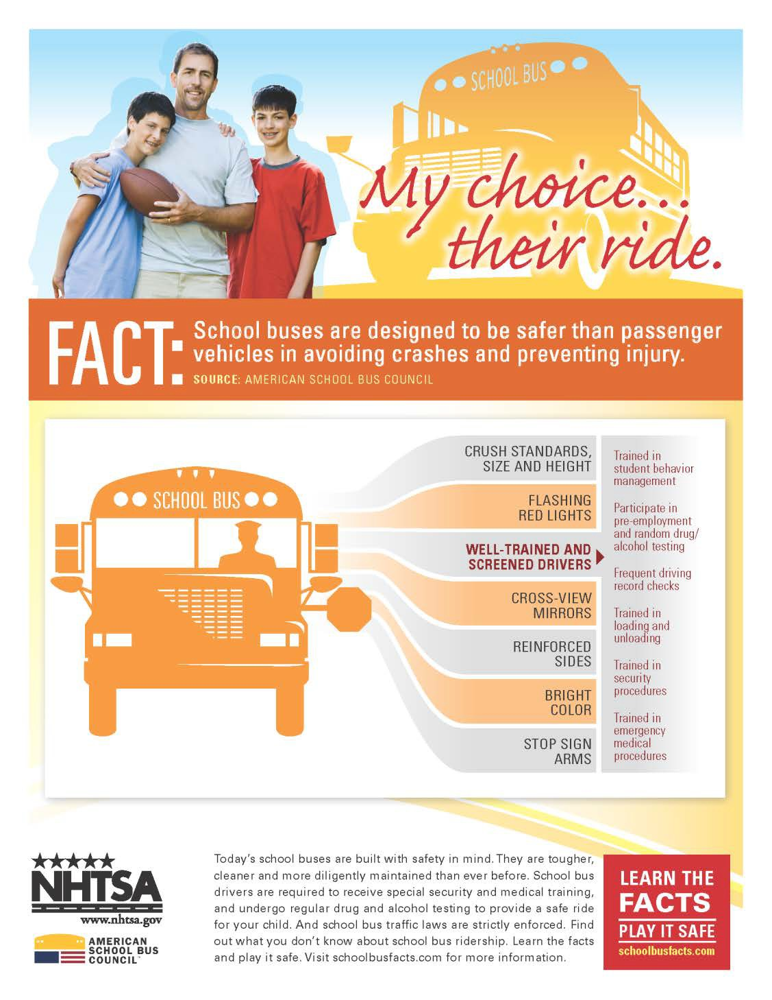 SCHOOL BUS
My choice...
their ride.
FACT:
School buses are designed to be safer than passenger
vehicles in avoiding crashes and preventing injury.
SOURCE: AMERICAN SCHOOL BUS COUNCIL
SCHOOL BUS
CRUSH STANDARDS,
SIZE AND HEIGHT
FLASHING
RED LIGHTS
WELL-TRAINED AND
SCREENED DRIVERS
CROSS-VIEW
MIRRORS
REINFORCED
SIDES
BRIGHT
COLOR
STOP SIGN
ARMS
Trained in
student behavior
management
Participate in
pre-employment
and random drug/
alcohol testing
Frequent driving
record checks
Trained in
loading and
unloading
Trained in
security
procedures
Trained in
emergency
medical
procedures
NHTSA
www.nhtsa.gov
AMERICAN
SCHOOL BUS
COUNCIL™
Today's school buses are built with safety in mind. They are tougher,
cleaner and more diligently maintained than ever before. School bus
drivers are required to receive special security and medical training,
and undergo regular drug and alcohol testing to provide a safe ride
for your child. And school bus traffic laws are strictly enforced. Find
out what you don't know about school bus ridership. Learn the facts
and play it safe. Visit schoolbusfacts.com for more information.
LEARN THE
FACTS
PLAY IT SAFE
schoolbusfacts.com